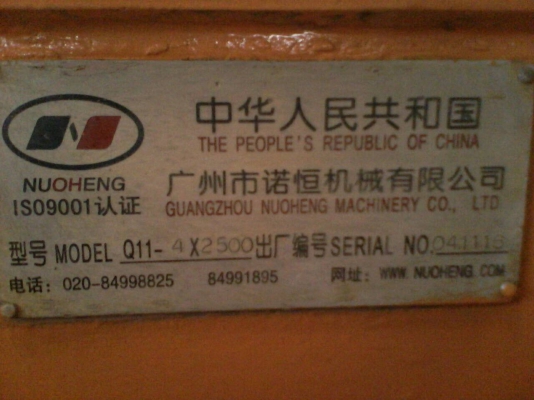 中华人民共和国
THE PEOPLE'S REPUBLIC OF CHINA
NUOHENG
ISO9001认证
广州市诺恒机械有限公司
GUANGZHOU NUOHENG MACHINERY CO., LTD
型号 MODEL Q11-4X2500 出厂编号 SERIAL NO.
电话: 020-84998825 84991895 网址: WWW.NUOHENG.COM